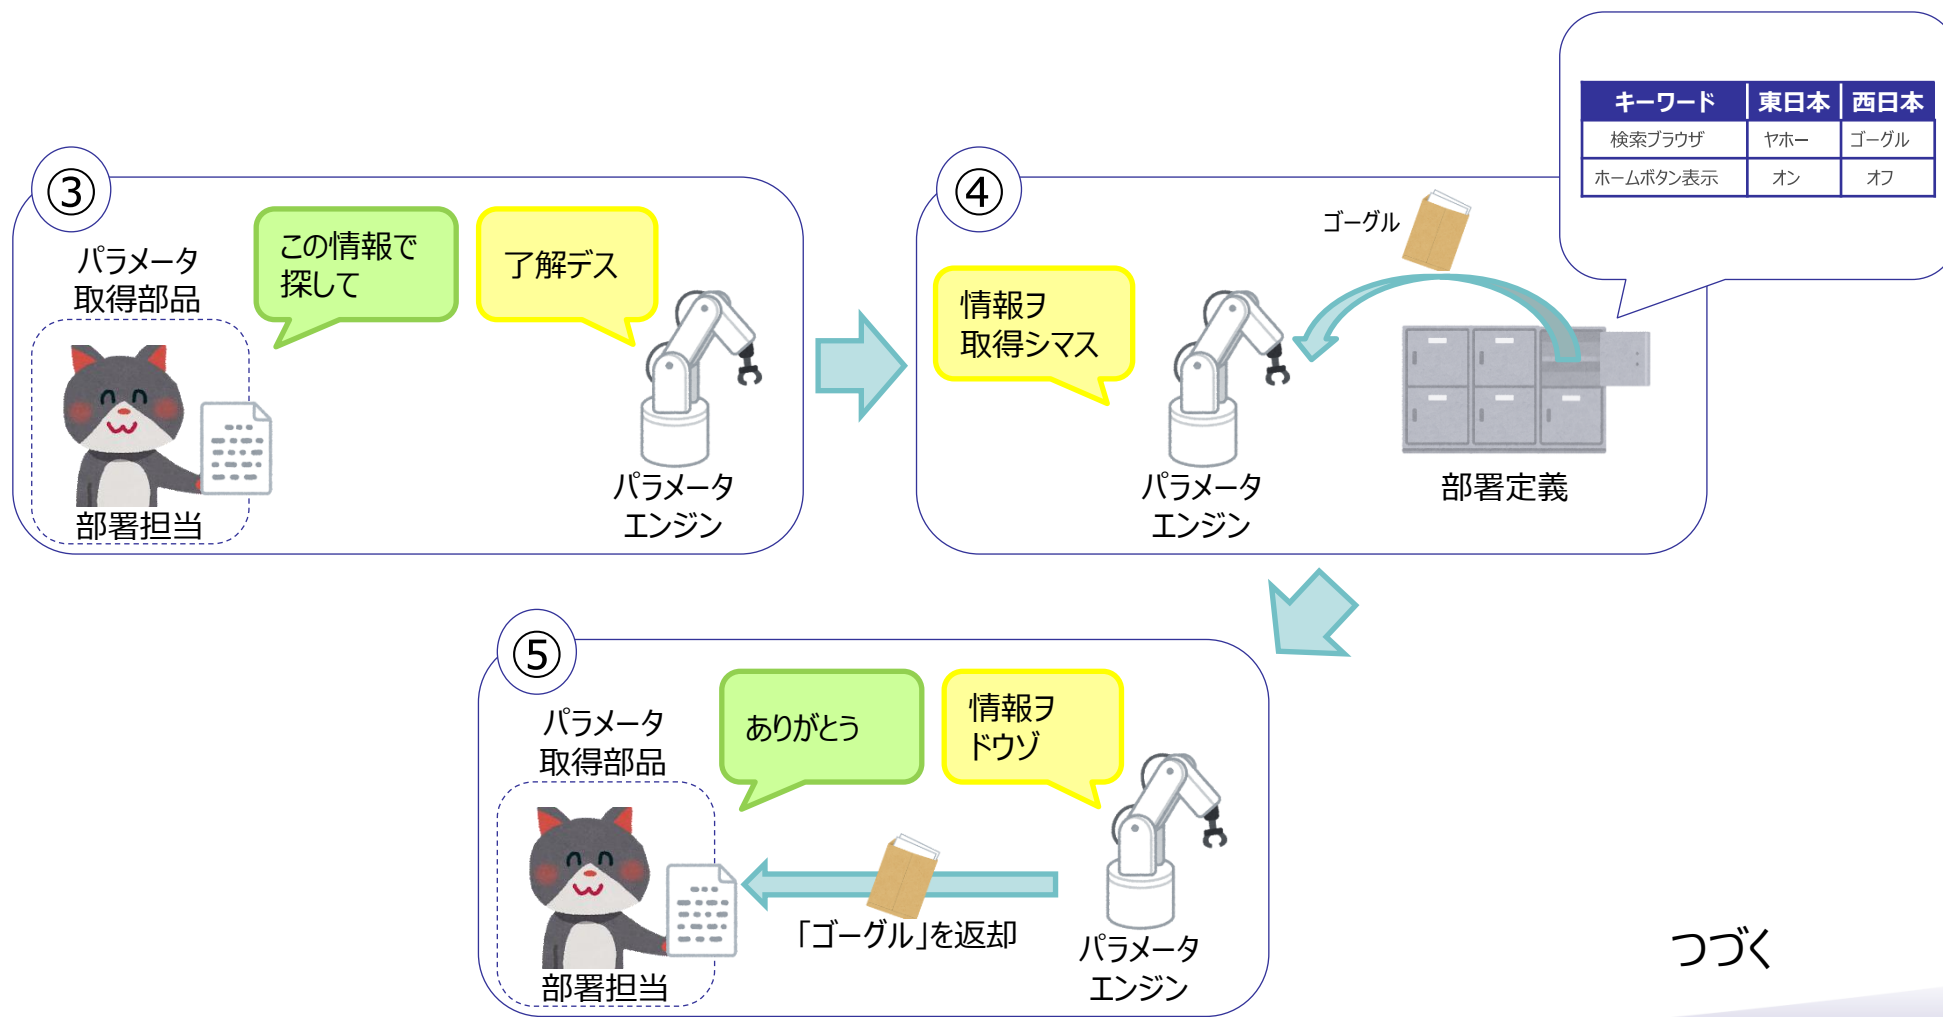 キーワード 東日本 西日本
検索ブラウザ ヤホー ゴーグル
ホームボタン表示 オン オフ
③
パラメータ
取得部品
この情報で
探して
了解デス
部署担当
パラメータ
エンジン
④
ゴーグル
情報ヲ
取得シマス
パラメータ
エンジン
部署定義
⑤
パラメータ
取得部品
ありがとう
情報ヲ
ドウゾ
「ゴーグル」を返却
部署担当
パラメータ
エンジン
つづく